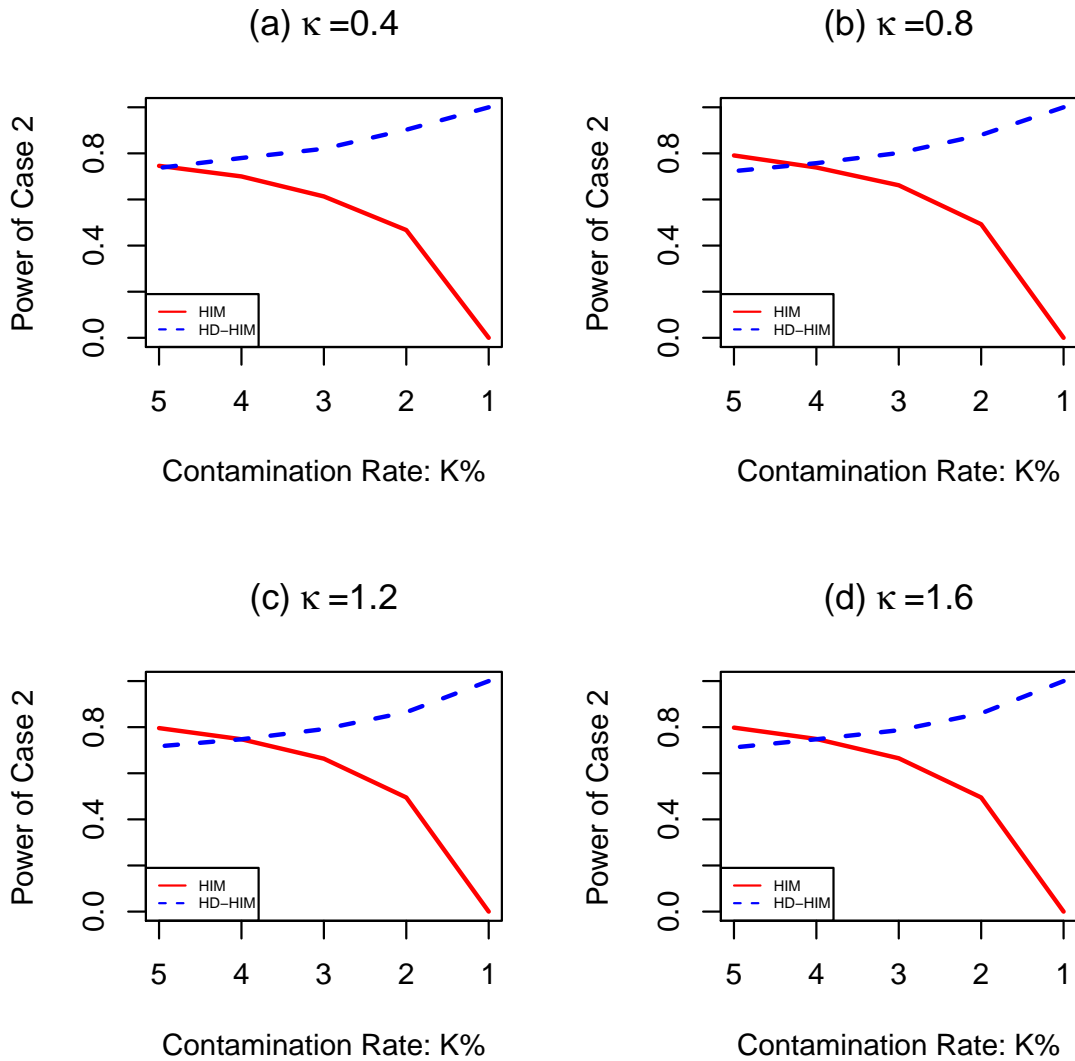 (a) κ =0.4
Power of Case 2
0.0 0.4 0.8
HIM
HD−HIM
5 4 3 2 1
Contamination Rate: K%
(b) κ =0.8
Power of Case 2
0.0 0.4 0.8
HIM
HD−HIM
5 4 3 2 1
Contamination Rate: K%
(c) κ =1.2
Power of Case 2
0.0 0.4 0.8
HIM
HD−HIM
5 4 3 2 1
Contamination Rate: K%
(d) κ =1.6
Power of Case 2
0.0 0.4 0.8
HIM
HD−HIM
5 4 3 2 1
Contamination Rate: K%